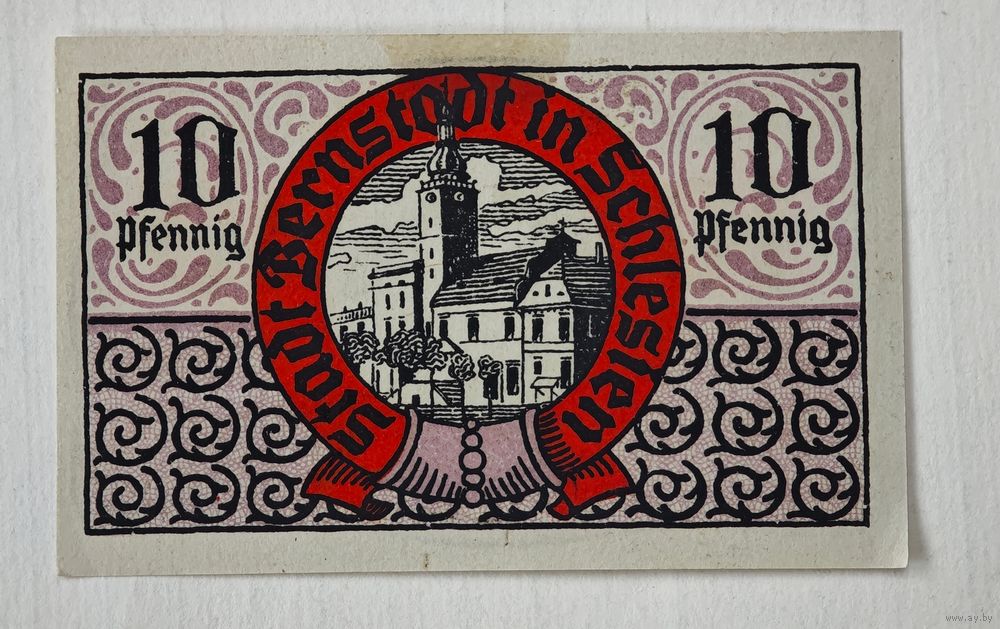 10
Pfennig
Stadt Bernstadt in Schlesien
10
Pfennig
www.ay.by